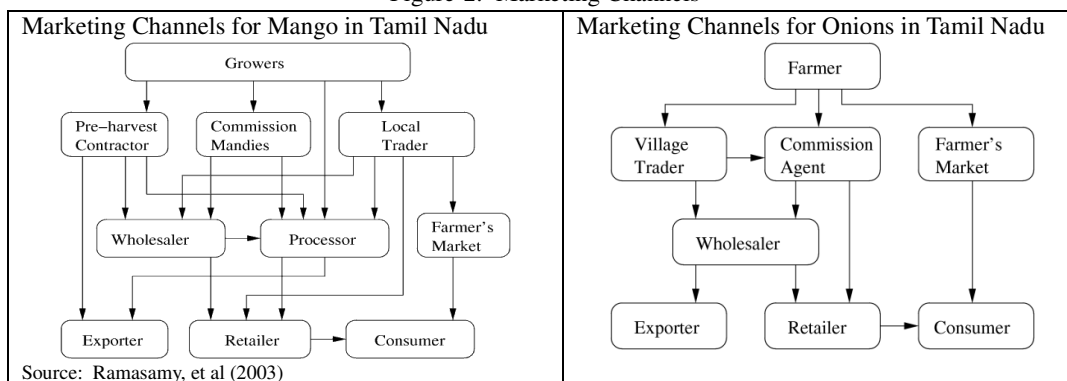 Figure 2: Marketing Channels
Marketing Channels for Mango in Tamil Nadu
Growers
Pre-harvest
Contractor
Commission
Mandies
Local
Trader
Wholesaler
Processor
Farmer's
Market
Exporter
Retailer
Consumer
Source: Ramasamy, et al (2003)
Marketing Channels for Onions in Tamil Nadu
Farmer
Village
Trader
Commission
Agent
Farmer's
Market
Wholesaler
Exporter
Retailer
Consumer